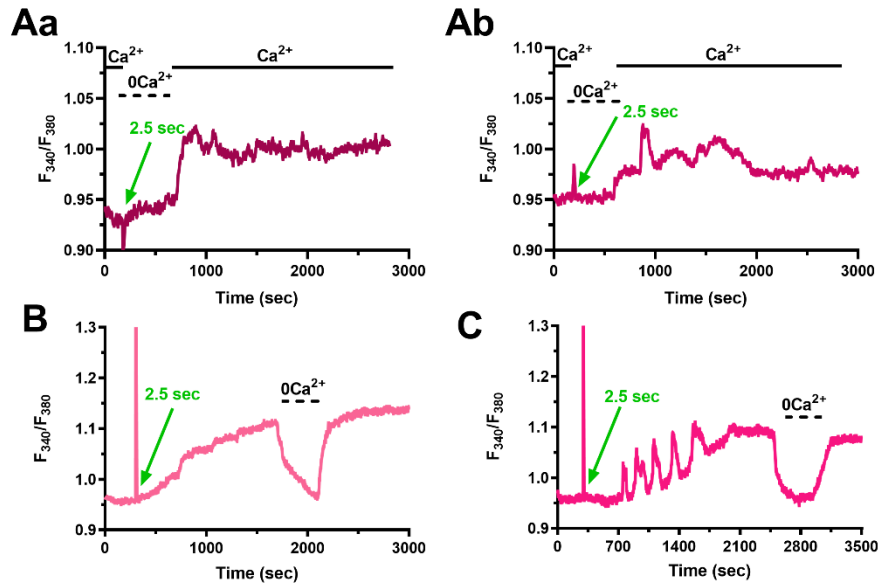 Aa
Ca²⁺
Ca²⁺
0Ca²⁺
2.5 sec
F₃₄₀/F₃₈₀
1.10
1.05
1.00
0.95
0.90
0
1000
2000
3000
Time (sec)
Ab
Ca²⁺
Ca²⁺
0Ca²⁺
2.5 sec
F₃₄₀/F₃₈₀
1.10
1.05
1.00
0.95
0.90
0
1000
2000
3000
Time (sec)
B
0Ca²⁺
2.5 sec
F₃₄₀/F₃₈₀
1.3
1.2
1.1
1.0
0.9
0
1000
2000
3000
Time (sec)
C
0Ca²⁺
2.5 sec
F₃₄₀/F₃₈₀
1.3
1.2
1.1
1.0
0.9
0
700
1400
2100
2800
3500
Time (sec)